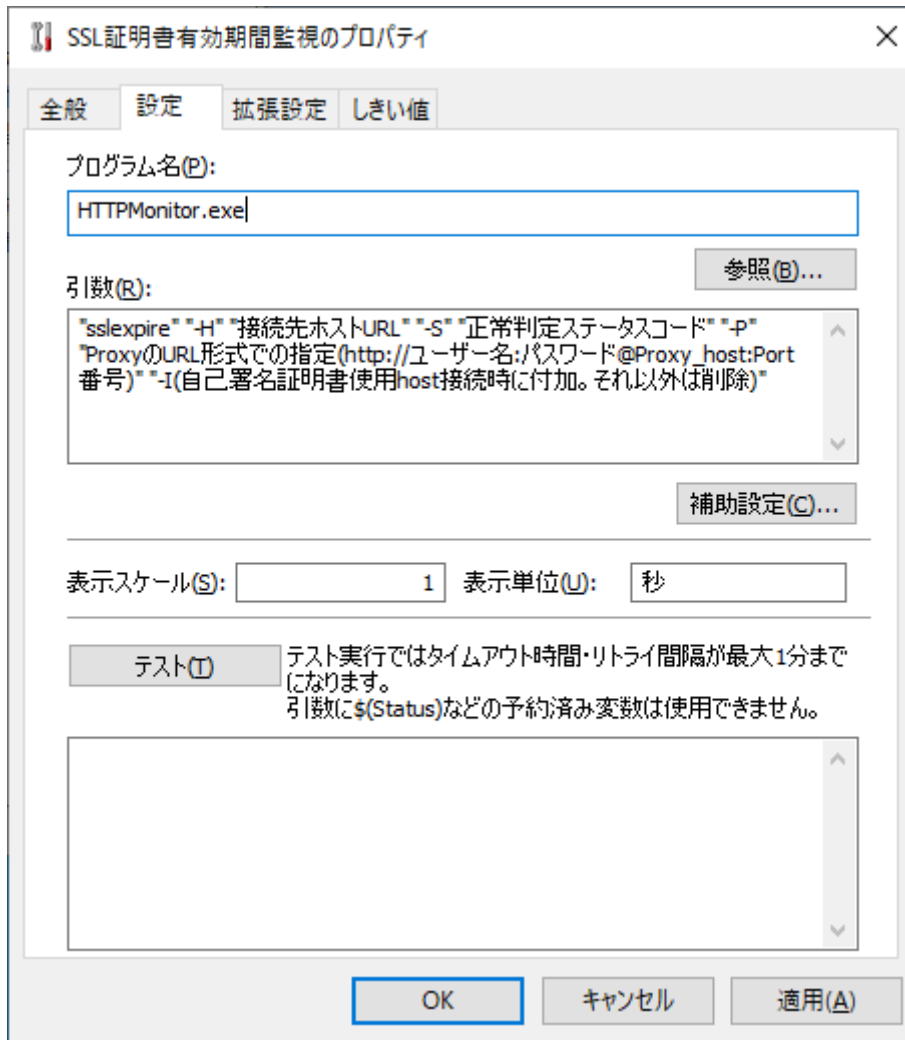 SSL証明書有効期間監視のプロパティ
全般 設定 拡張設定 しきい値
プログラム名(P):
HTTPMonitor.exe
参照(B)...
引数(R):
"sslexpire" "-H" "接続先ホストURL" "-S" "正常判定ステータスコード" "-P"
"ProxyのURL形式での指定(http://ユーザー名:パスワード@Proxy_host:Port
番号)" "-I(自己署名証明書使用host接続時に付加。それ以外は削除)"
補助設定(C)...
表示スケール(S): 1 表示単位(U): 秒
テスト(T)
テスト実行ではタイムアウト時間・リトライ間隔が最大1分まで
になります。
引数に$(Status)などの予約済み変数は使用できません。
OK キャンセル 適用(A)